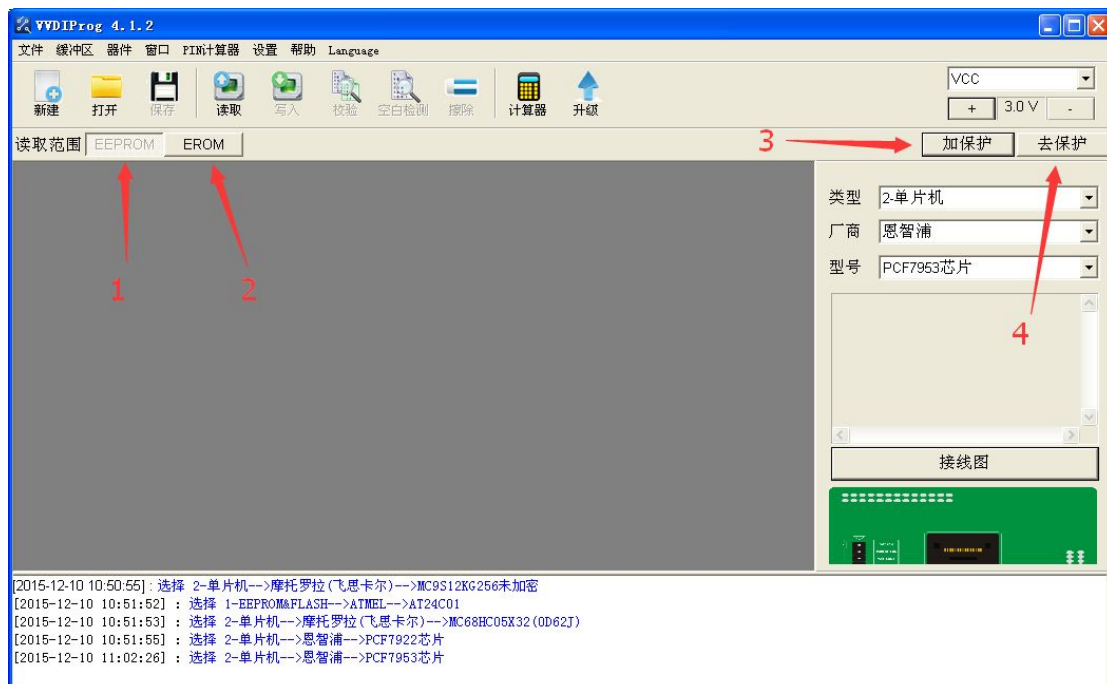 VVDIProg 4.1.2
文件 缓冲区 器件 窗口 PIN计算器 设置 帮助 Language
新建 打开 保存 读取 写入 校验 空白检测 擦除 计算器 升级
VCC
+ 3.0 V -
读取范围 EEPROM EROM
3
加保护 去保护
类型 2-单片机
厂商 恩智浦
型号 PCF7953芯片
1
2
4
接线图
[2015-12-10 10:50:55] : 选择 2-单片机-->摩托罗拉(飞思卡尔)-->MC9S12KG256未加密
[2015-12-10 10:51:52] : 选择 1-EEPROM&FLASH-->ATMEL-->AT24C01
[2015-12-10 10:51:53] : 选择 2-单片机-->摩托罗拉(飞思卡尔)-->MC68HC05X32(0D62J)
[2015-12-10 10:51:55] : 选择 2-单片机-->恩智浦-->PCF7922芯片
[2015-12-10 11:02:26] : 选择 2-单片机-->恩智浦-->PCF7953芯片